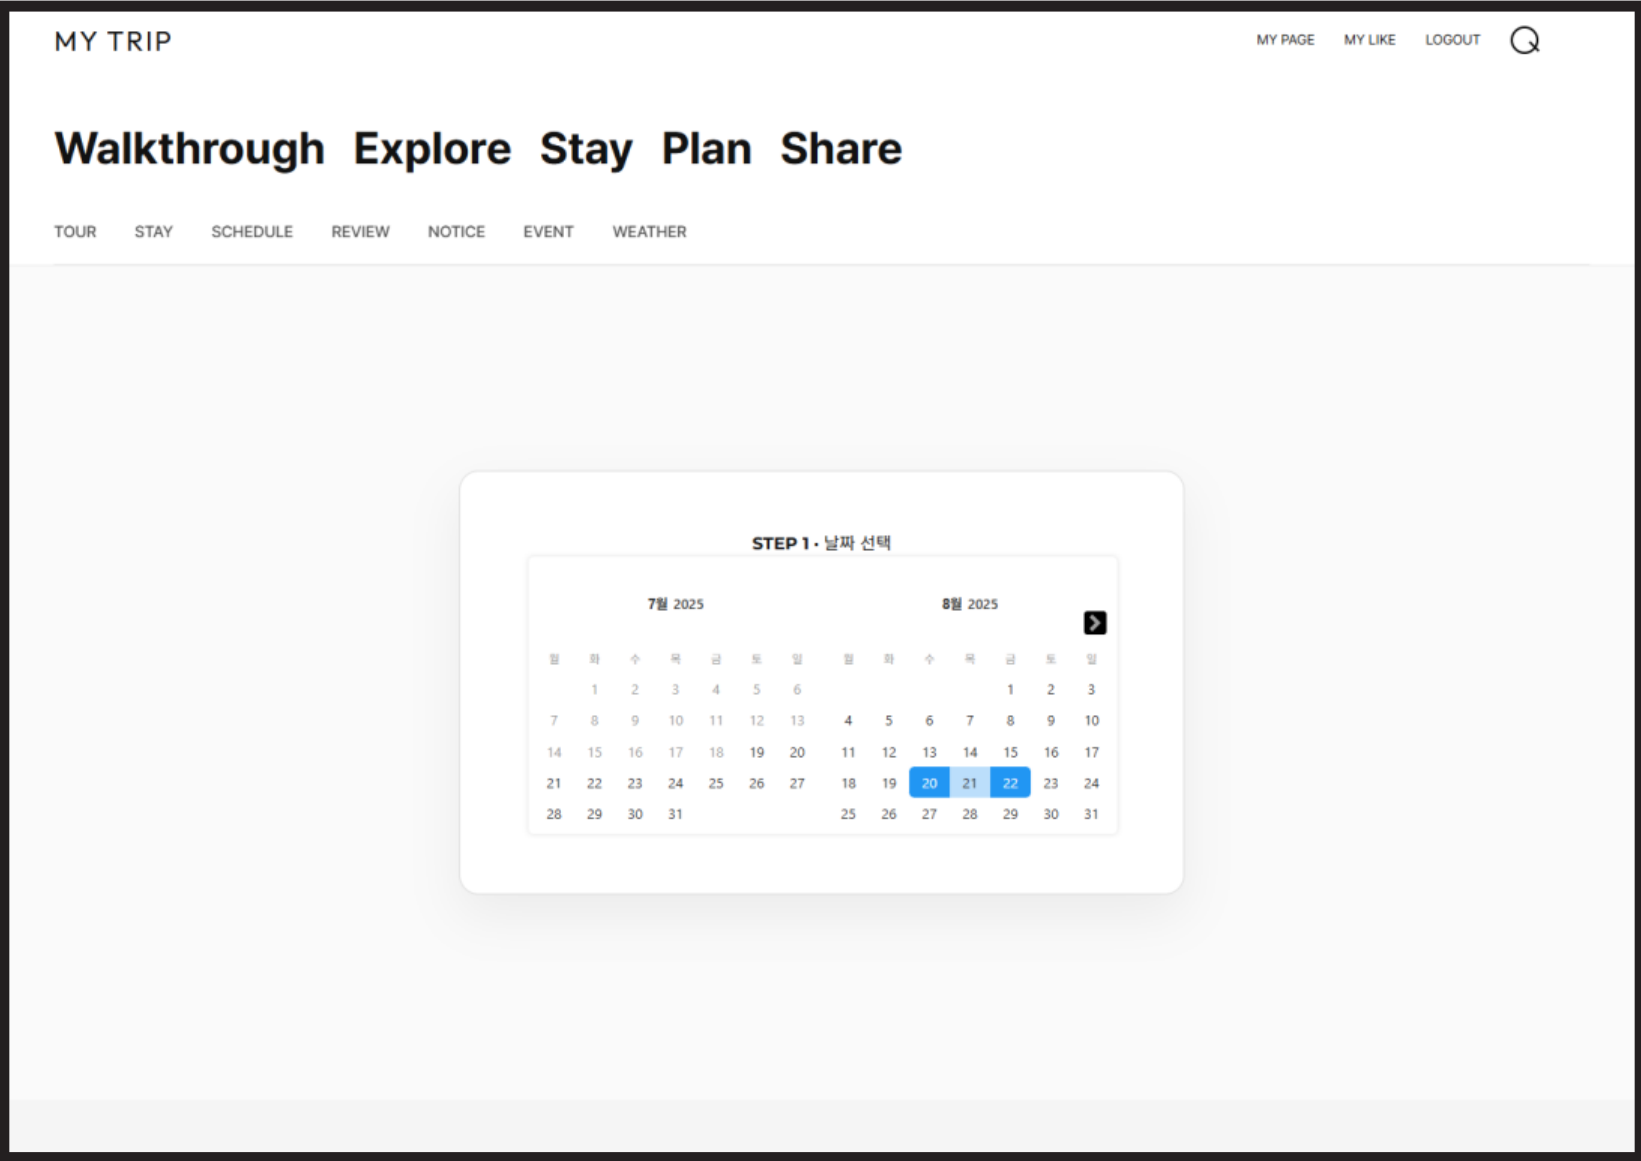 MY TRIP
MY PAGE MY LIKE LOGOUT
Walkthrough Explore Stay Plan Share
TOUR STAY SCHEDULE REVIEW NOTICE EVENT WEATHER
STEP 1 · 날짜 선택
7월 2025
월 화 수 목 금 토 일
1 2 3 4 5 6
7 8 9 10 11 12 13
14 15 16 17 18 19 20
21 22 23 24 25 26 27
28 29 30 31
8월 2025
월 화 수 목 금 토 일
1 2 3
4 5 6 7 8 9 10
11 12 13 14 15 16 17
18 19 20 21 22 23 24
25 26 27 28 29 30 31